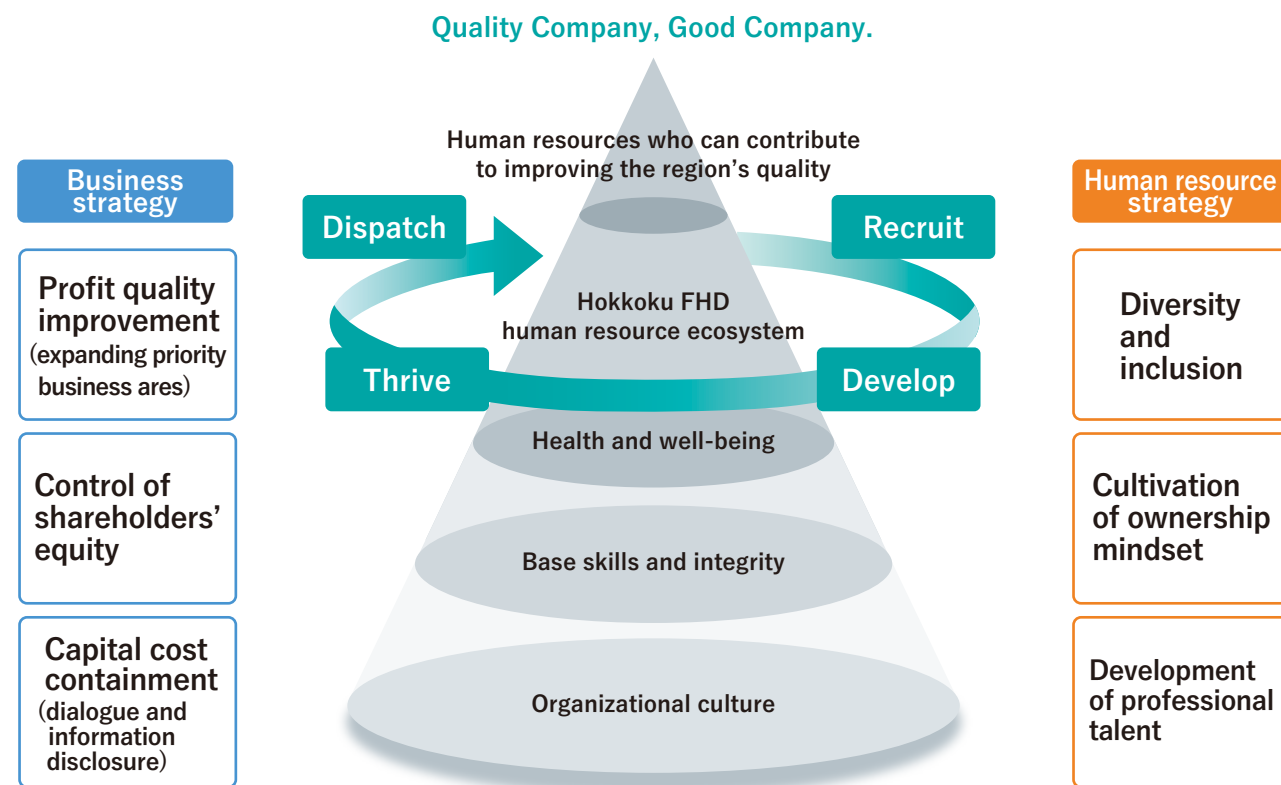 Quality Company, Good Company.
Human resources who can contribute
to improving the region's quality
Business
strategy
Profit quality
improvement
(expanding priority
business ares)
Control of
shareholders'
equity
Capital cost
containment
(dialogue and
information
disclosure)
Dispatch
Recruit
Hokkoku FHD
human resource ecosystem
Thrive
Develop
Health and well-being
Base skills and integrity
Organizational culture
Human resource
strategy
Diversity
and
inclusion
Cultivation
of ownership
mindset
Development
of professional
talent